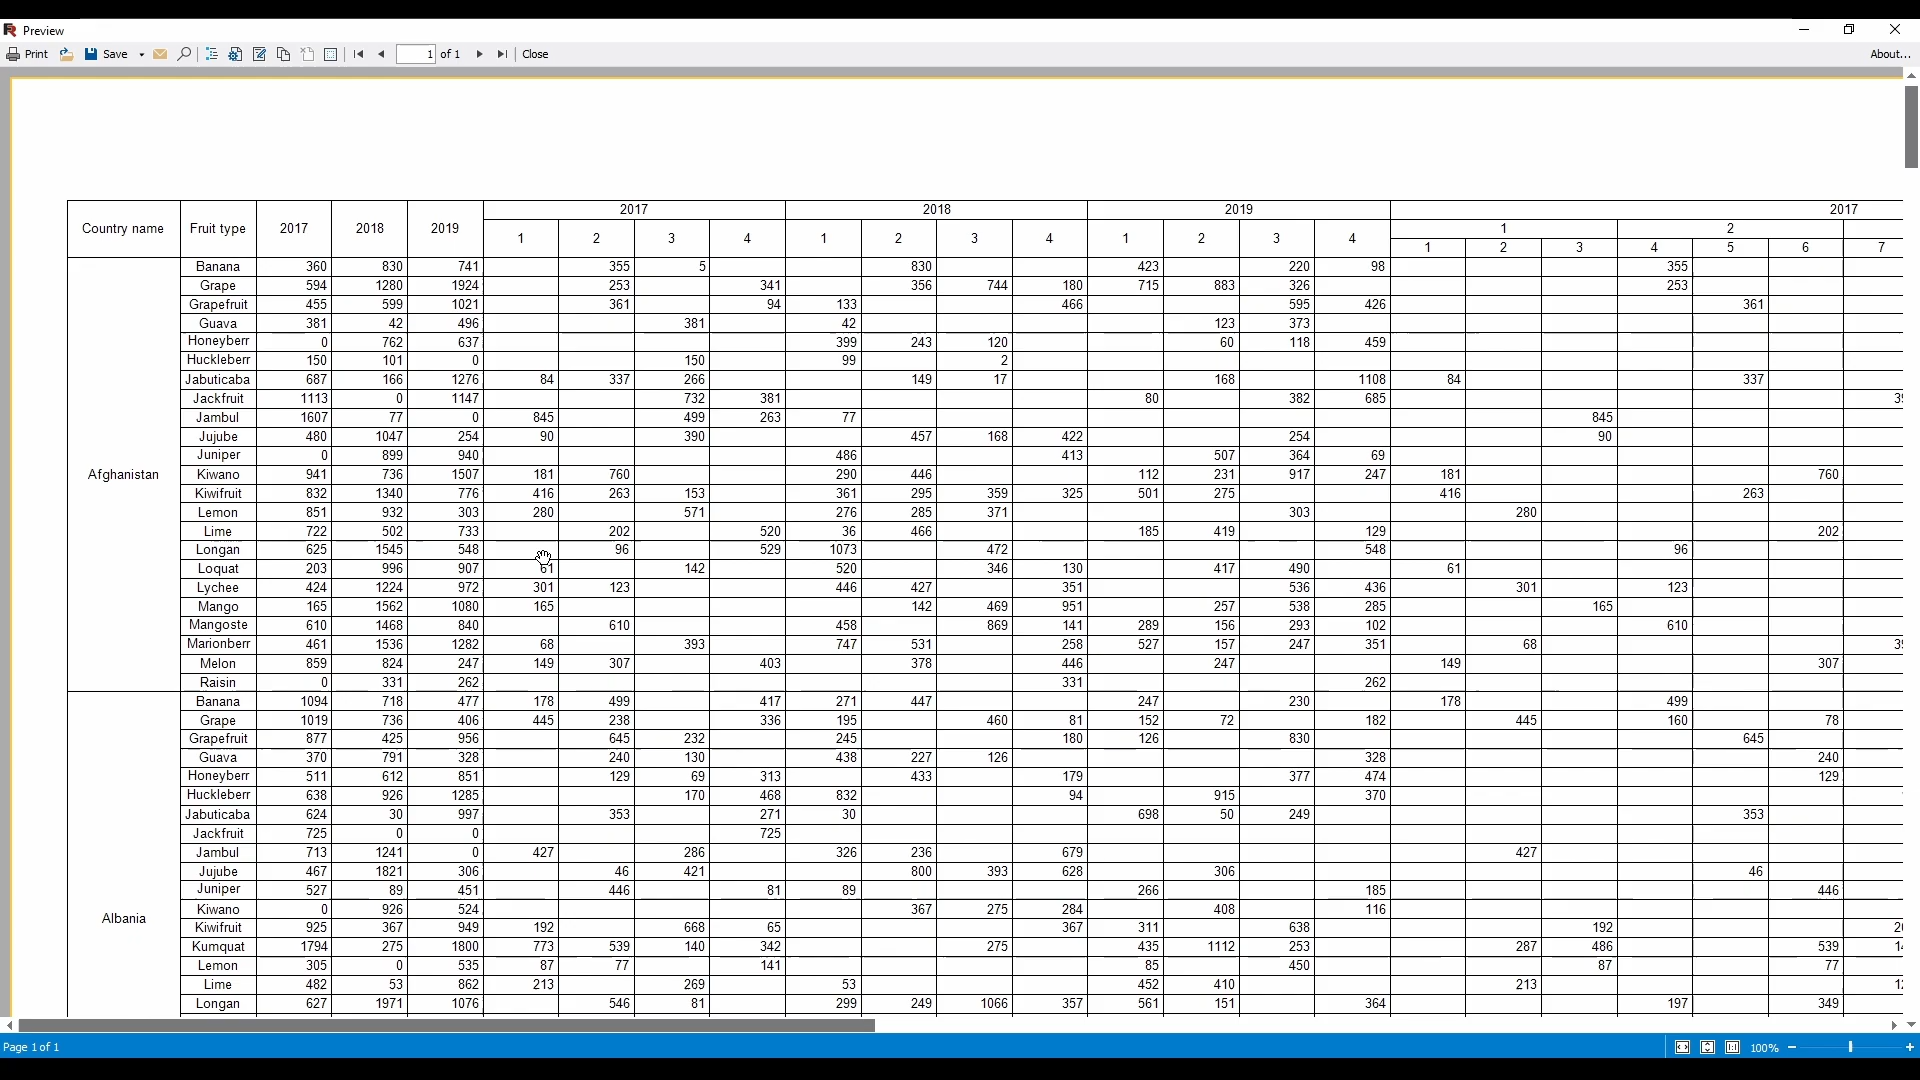 Preview
Print Save 1 of 1 Close About...
2017 2018 2019 2017
Country name Fruit type 2017 2018 2019 1 2 3 4 1 2 3 4 1 2 3 4 1 2
1 2 3 4 5 6 7
Banana 360 830 741 355 5 830 423 220 98 355
Grape 594 1280 1924 253 341 356 744 180 715 883 326 253
Grapefruit 455 599 1021 361 94 133 466 595 426 361
Guava 381 42 496 381 42 123 373
Honeyberr 0 762 637 399 243 120 60 118 459
Huckleberr 150 101 0 150 99 2
Jabuticaba 687 166 1276 84 337 266 149 17 168 1108 84 337
Jackfruit 1113 0 1147 732 381 80 382 685
Jambul 1607 77 0 845 499 263 77 845
Jujube 480 1047 254 90 390 457 168 422 254 90
Juniper 0 899 940 486 413 507 364 69
Afghanistan Kiwano 941 736 1507 181 760 290 446 112 231 917 247 181 760
Kiwifruit 832 1340 776 416 263 153 361 295 359 325 501 275 416 263
Lemon 851 932 303 280 571 276 285 371 303 280
Lime 722 502 733 202 520 36 466 185 419 129 202
Longan 625 1545 548 96 529 1073 472 548 96
Loquat 203 996 907 61 142 520 346 130 417 490 61
Lychee 424 1224 972 301 123 446 427 351 536 436 301 123
Mango 165 1562 1080 165 142 469 951 257 538 285 165
Mangoste 610 1468 840 610 458 869 141 289 156 293 102 610
Marionberr 461 1536 1282 68 393 747 531 258 527 157 247 351 68
Melon 859 824 247 149 307 403 378 446 247 149 307
Raisin 0 331 262 331 262
Banana 1094 718 477 178 499 417 271 447 247 230 178 499
Grape 1019 736 406 445 238 336 195 460 81 152 72 182 445 160 78
Grapefruit 877 425 956 645 232 245 180 126 830 645
Guava 370 791 328 240 130 438 227 126 328 240
Honeyberr 511 612 851 129 69 313 433 179 377 474 129
Huckleberr 638 926 1285 170 468 832 94 915 370
Jabuticaba 624 30 997 353 271 30 698 50 249 353
Jackfruit 725 0 0 725
Jambul 713 1241 0 427 286 326 236 679 427
Jujube 467 1821 306 46 421 800 393 628 306 46
Juniper 527 89 451 446 81 89 266 185 446
Albania Kiwano 0 926 524 367 275 284 408 116
Kiwifruit 925 367 949 192 668 65 367 311 638 192
Kumquat 1794 275 1800 773 539 140 342 275 435 1112 253 287 486 539
Lemon 305 0 535 87 77 141 85 450 87 77
Lime 482 53 862 213 269 53 452 410 213
Longan 627 1971 1076 546 81 299 249 1066 357 561 151 364 197 349
Page 1 of 1 100%